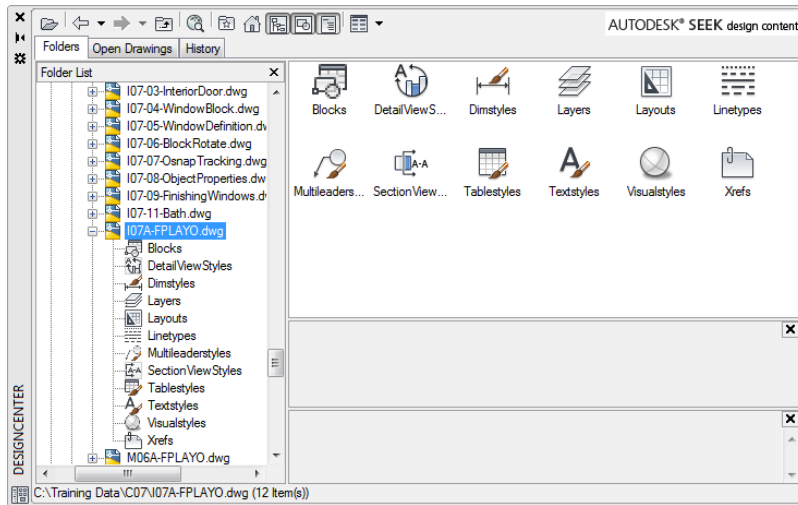 AUTODESK® SEEK design content
Folders Open Drawings History
Folder List
I07-03-InteriorDoor.dwg
I07-04-WindowBlock.dwg
I07-05-WindowDefinition.dw
I07-06-BlockRotate.dwg
I07-07-OsnapTracking.dwg
I07-08-ObjectProperties.dw
I07-09-FinishingWindows.dw
I07-11-Bath.dwg
I07A-FPLAYO.dwg
Blocks
DetailViewStyles
Dimstyles
Layers
Layouts
Linetypes
Multileaderstyles
SectionViewStyles
Tablestyles
Textstyles
Visualstyles
Xrefs
M06A-FPLAYO.dwg
Blocks DetailViewS... Dimstyles Layers Layouts Linetypes
A-A
Multileaders... SectionView... Tablestyles Textstyles Visualstyles Xrefs
DESIGNCENTER
C:\Training Data\C07\I07A-FPLAYO.dwg (12 Item(s))